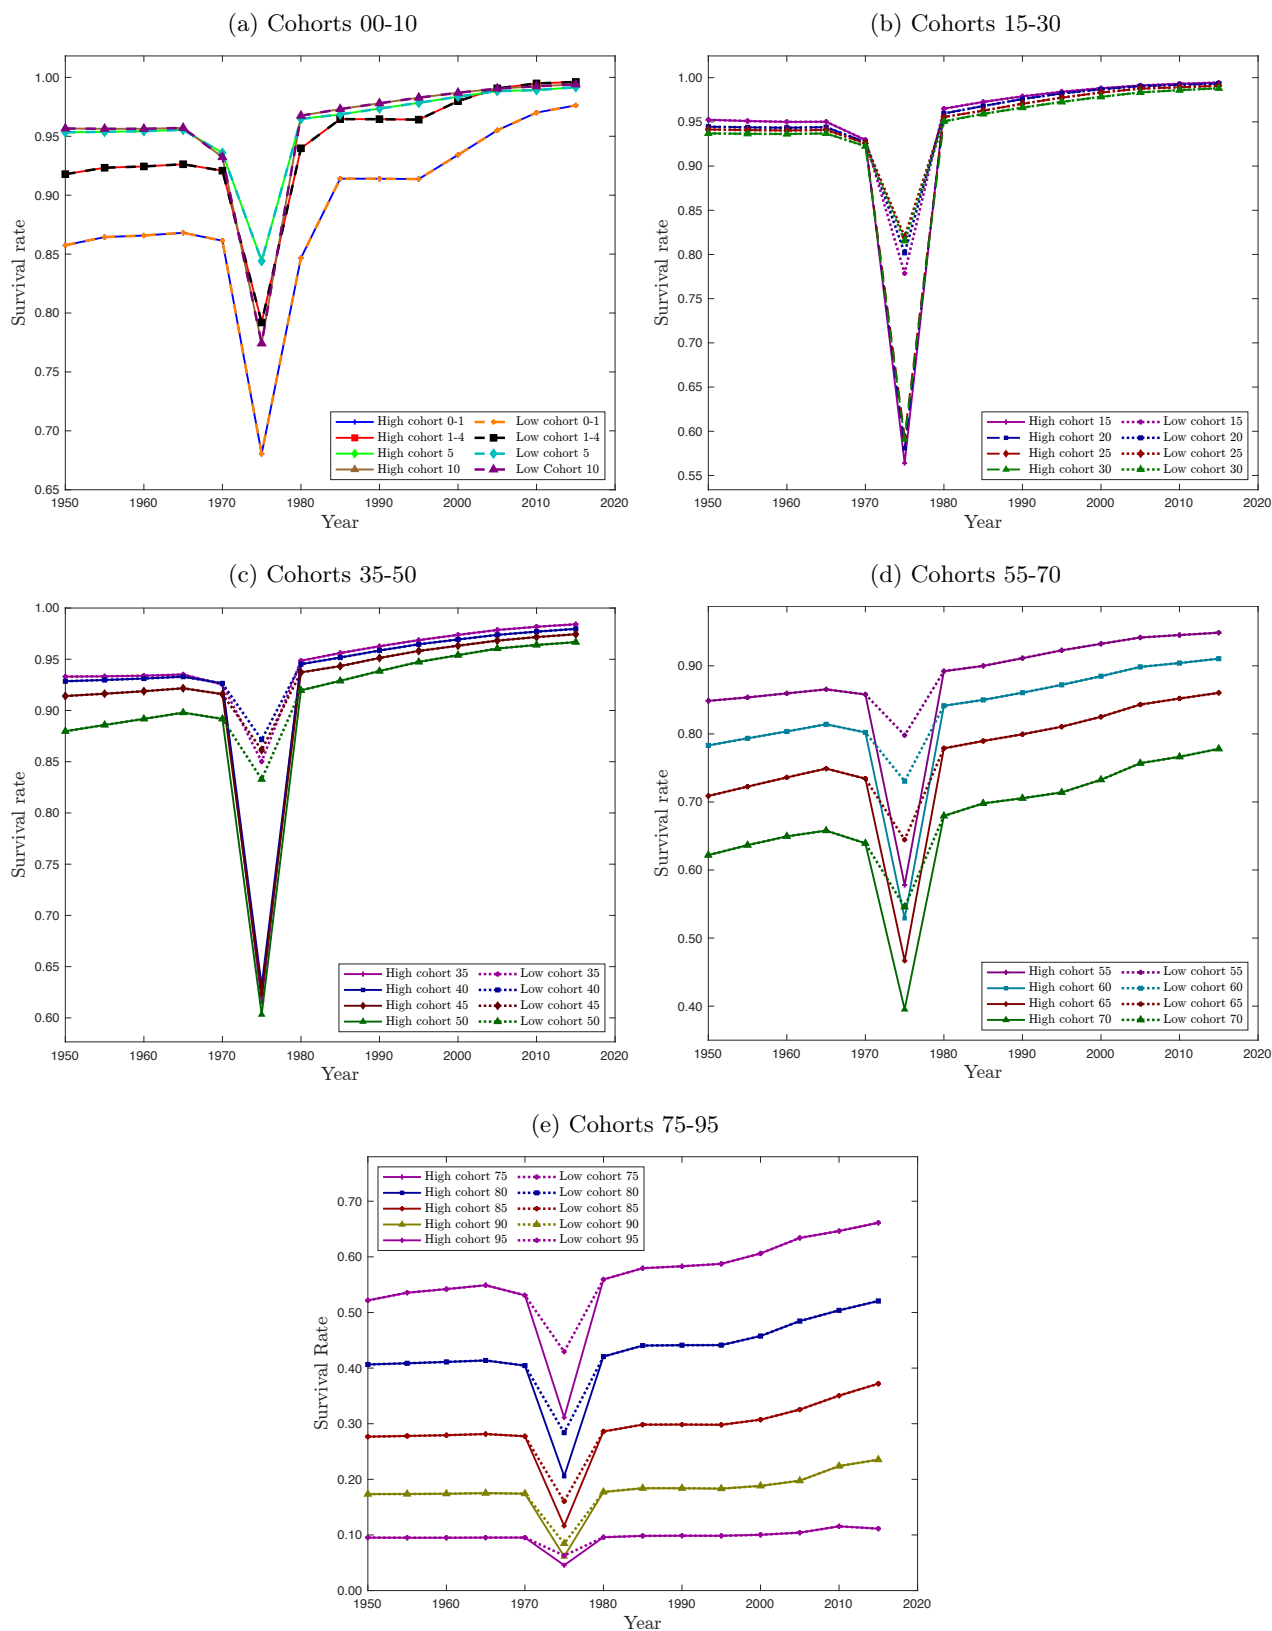 (a) Cohorts 00-10
1.00
0.95
0.90
0.85
0.80
0.75
0.70
0.65
Survival rate
High cohort 0-1 Low cohort 0-1
High cohort 1-4 Low cohort 1-4
High cohort 5 Low cohort 5
High cohort 10 Low Cohort 10
1950 1960 1970 1980 1990 2000 2010 2020
Year
(b) Cohorts 15-30
1.00
0.95
0.90
0.85
0.80
0.75
0.70
0.65
0.60
0.55
Survival rate
High cohort 15 Low cohort 15
High cohort 20 Low cohort 20
High cohort 25 Low cohort 25
High cohort 30 Low cohort 30
1950 1960 1970 1980 1990 2000 2010 2020
Year
(c) Cohorts 35-50
1.00
0.95
0.90
0.85
0.80
0.75
0.70
0.65
0.60
Survival rate
High cohort 35 Low cohort 35
High cohort 40 Low cohort 40
High cohort 45 Low cohort 45
High cohort 50 Low cohort 50
1950 1960 1970 1980 1990 2000 2010 2020
Year
(d) Cohorts 55-70
0.90
0.80
0.70
0.60
0.50
0.40
Survival rate
High cohort 55 Low cohort 55
High cohort 60 Low cohort 60
High cohort 65 Low cohort 65
High cohort 70 Low cohort 70
1950 1960 1970 1980 1990 2000 2010 2020
Year
(e) Cohorts 75-95
High cohort 75 Low cohort 75
High cohort 80 Low cohort 80
High cohort 85 Low cohort 85
High cohort 90 Low cohort 90
High cohort 95 Low cohort 95
0.70
0.60
0.50
0.40
0.30
0.20
0.10
0.00
Survival Rate
1950 1960 1970 1980 1990 2000 2010 2020
Year